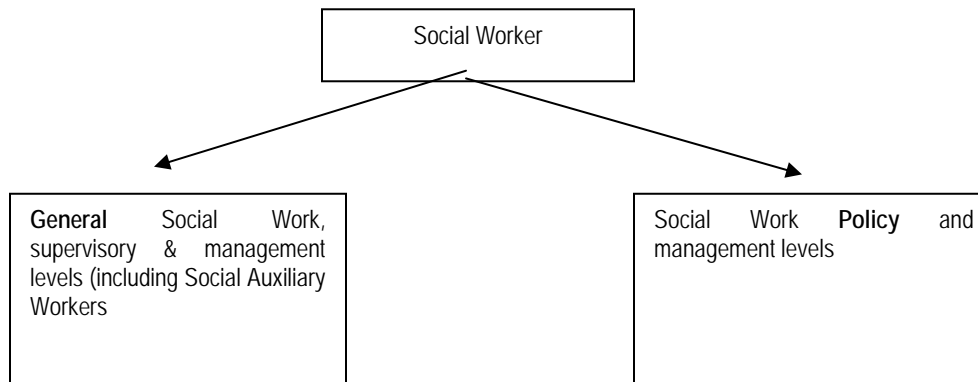 Social Worker
General Social Work,
supervisory & management
levels (including Social Auxiliary
Workers
Social Work Policy and
management levels